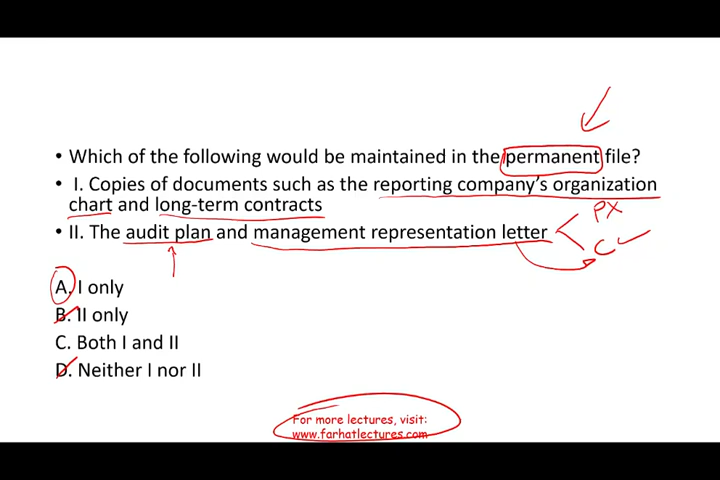 • Which of the following would be maintained in the permanent file?
• I. Copies of documents such as the reporting company's organization
chart and long-term contracts
PX
• II. The audit plan and management representation letter
C
A. I only
B. II only
C. Both I and II
D. Neither I nor II
For more lectures, visit:
www.farhatlectures.com